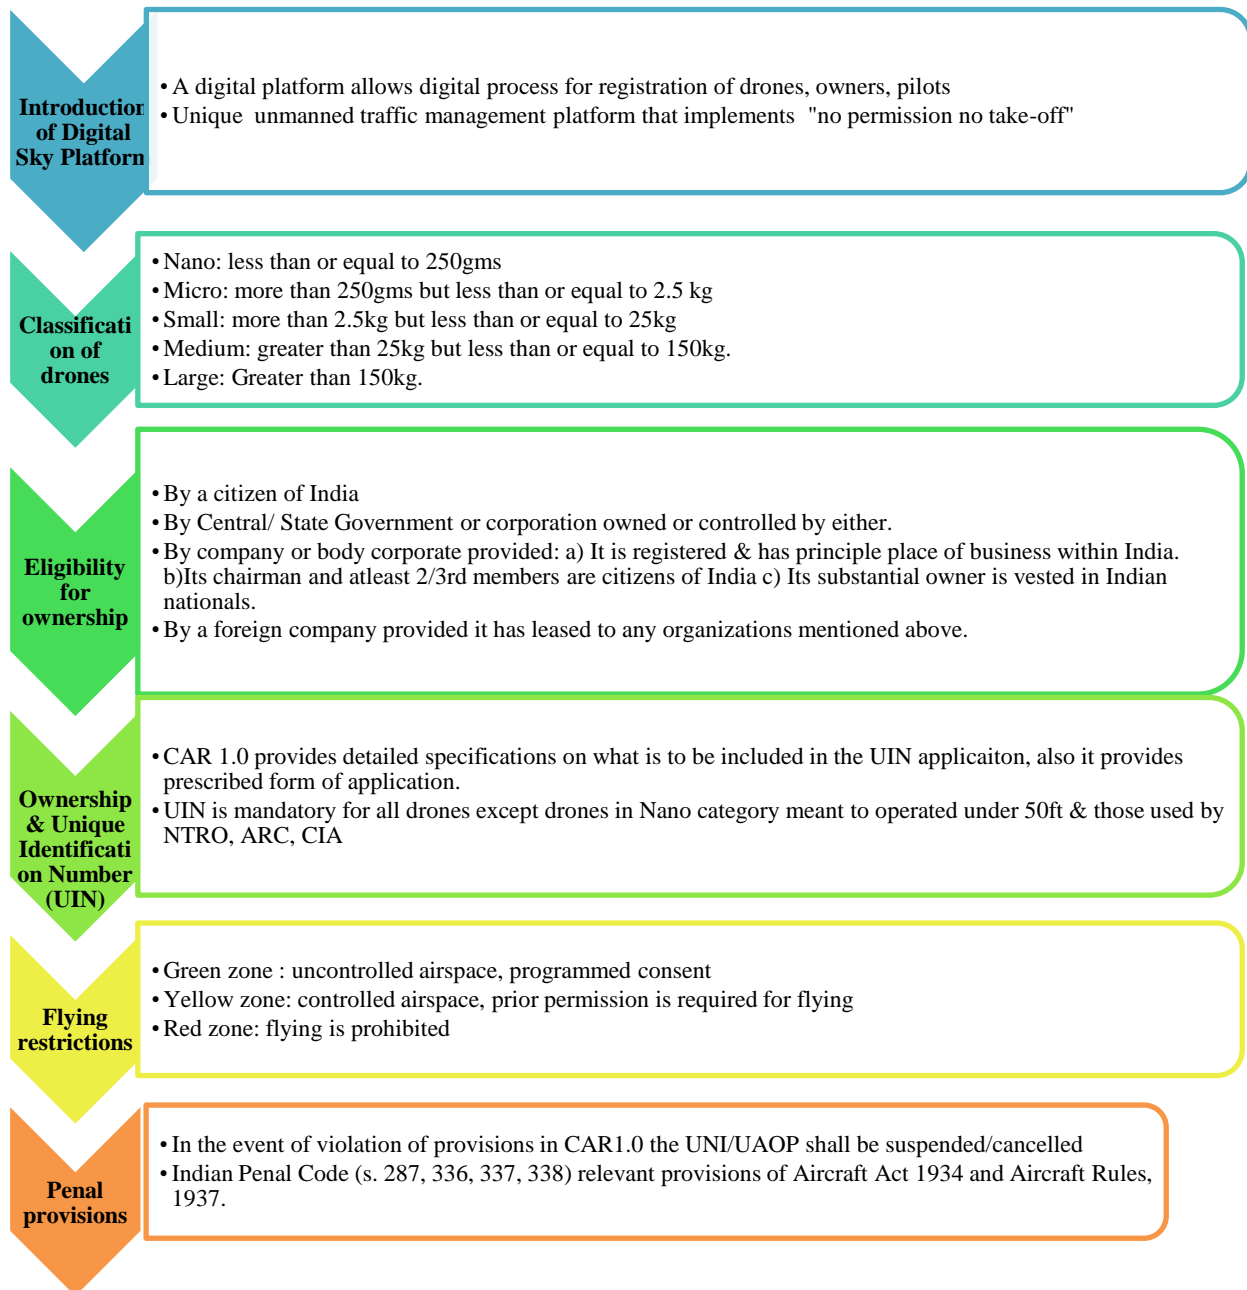 Introduction
of Digital
Sky Platform
• A digital platform allows digital process for registration of drones, owners, pilots
• Unique unmanned traffic management platform that implements "no permission no take-off"
Classificati
on of
drones
• Nano: less than or equal to 250gms
• Micro: more than 250gms but less than or equal to 2.5 kg
• Small: more than 2.5kg but less than or equal to 25kg
• Medium: greater than 25kg but less than or equal to 150kg.
• Large: Greater than 150kg.
Eligibility
for
ownership
• By a citizen of India
• By Central/ State Government or corporation owned or controlled by either.
• By company or body corporate provided: a) It is registered & has principle place of business within India.
b)Its chairman and atleast 2/3rd members are citizens of India c) Its substantial owner is vested in Indian
nationals.
• By a foreign company provided it has leased to any organizations mentioned above.
Ownership
& Unique
Identificati
on Number
(UIN)
• CAR 1.0 provides detailed specifications on what is to be included in the UIN applicaiton, also it provides
prescribed form of application.
• UIN is mandatory for all drones except drones in Nano category meant to operated under 50ft & those used by
NTRO, ARC, CIA
Flying
restrictions
• Green zone : uncontrolled airspace, programmed consent
• Yellow zone: controlled airspace, prior permission is required for flying
• Red zone: flying is prohibited
Penal
provisions
• In the event of violation of provisions in CAR1.0 the UNI/UAOP shall be suspended/cancelled
• Indian Penal Code (s. 287, 336, 337, 338) relevant provisions of Aircraft Act 1934 and Aircraft Rules,
1937.